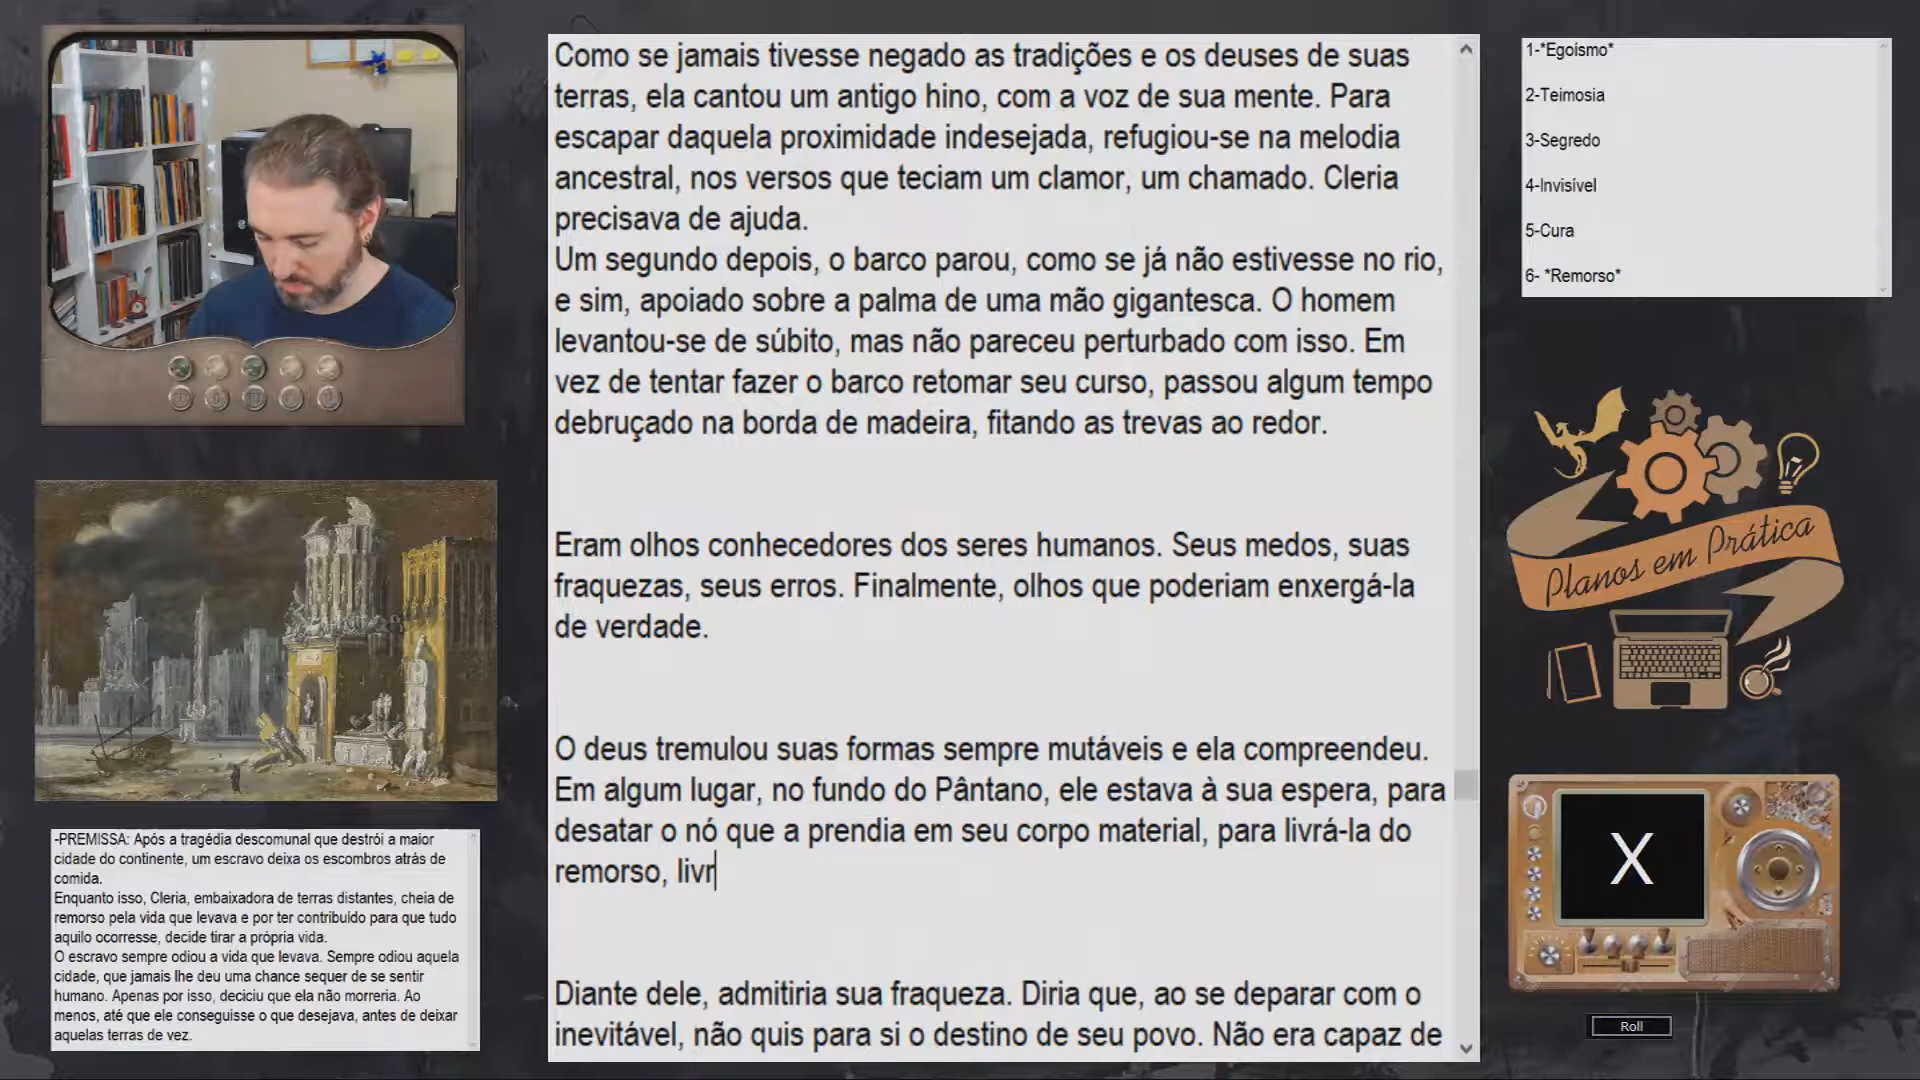 Como se jamais tivesse negado as tradições e os deuses de suas
terras, ela cantou um antigo hino, com a voz de sua mente. Para
escapar daquela proximidade indesejada, refugiou-se na melodia
ancestral, nos versos que teciam um clamor, um chamado. Cleria
precisava de ajuda.
Um segundo depois, o barco parou, como se já não estivesse no rio,
e sim, apoiado sobre a palma de uma mão gigantesca. O homem
levantou-se de súbito, mas não pareceu perturbado com isso. Em
vez de tentar fazer o barco retomar seu curso, passou algum tempo
debruçado na borda de madeira, fitando as trevas ao redor.
Eram olhos conhecedores dos seres humanos. Seus medos, suas
fraquezas, seus erros. Finalmente, olhos que poderiam enxergá-la
de verdade.
O deus tremulou suas formas sempre mutáveis e ela compreendeu.
Em algum lugar, no fundo do Pântano, ele estava à sua espera, para
desatar o nó que a prendia em seu corpo material, para livrá-la do
remorso, livr
Diante dele, admitiria sua fraqueza. Diria que, ao se deparar com o
inevitável, não quis para si o destino de seu povo. Não era capaz de
-PREMISSA: Após a tragédia descomunal que destrói a maior
cidade do continente, um escravo deixa os escombros atrás de
comida.
Enquanto isso, Cleria, embaixadora de terras distantes, cheia de
remorso pela vida que levava e por ter contribuído para que tudo
aquilo ocorresse, decide tirar a própria vida.
O escravo sempre odiou a vida que levava. Sempre odiou aquela
cidade, que jamais lhe deu uma chance sequer de se sentir
humano. Apenas por isso, deciciu que ela não morreria. Ao
menos, até que ele conseguisse o que desejava, antes de deixar
aquelas terras de vez.
1-*Egoísmo*
2-Teimosia
3-Segredo
4-Invisível
5-Cura
6- *Remorso*
Planos em Prática
X
Roll